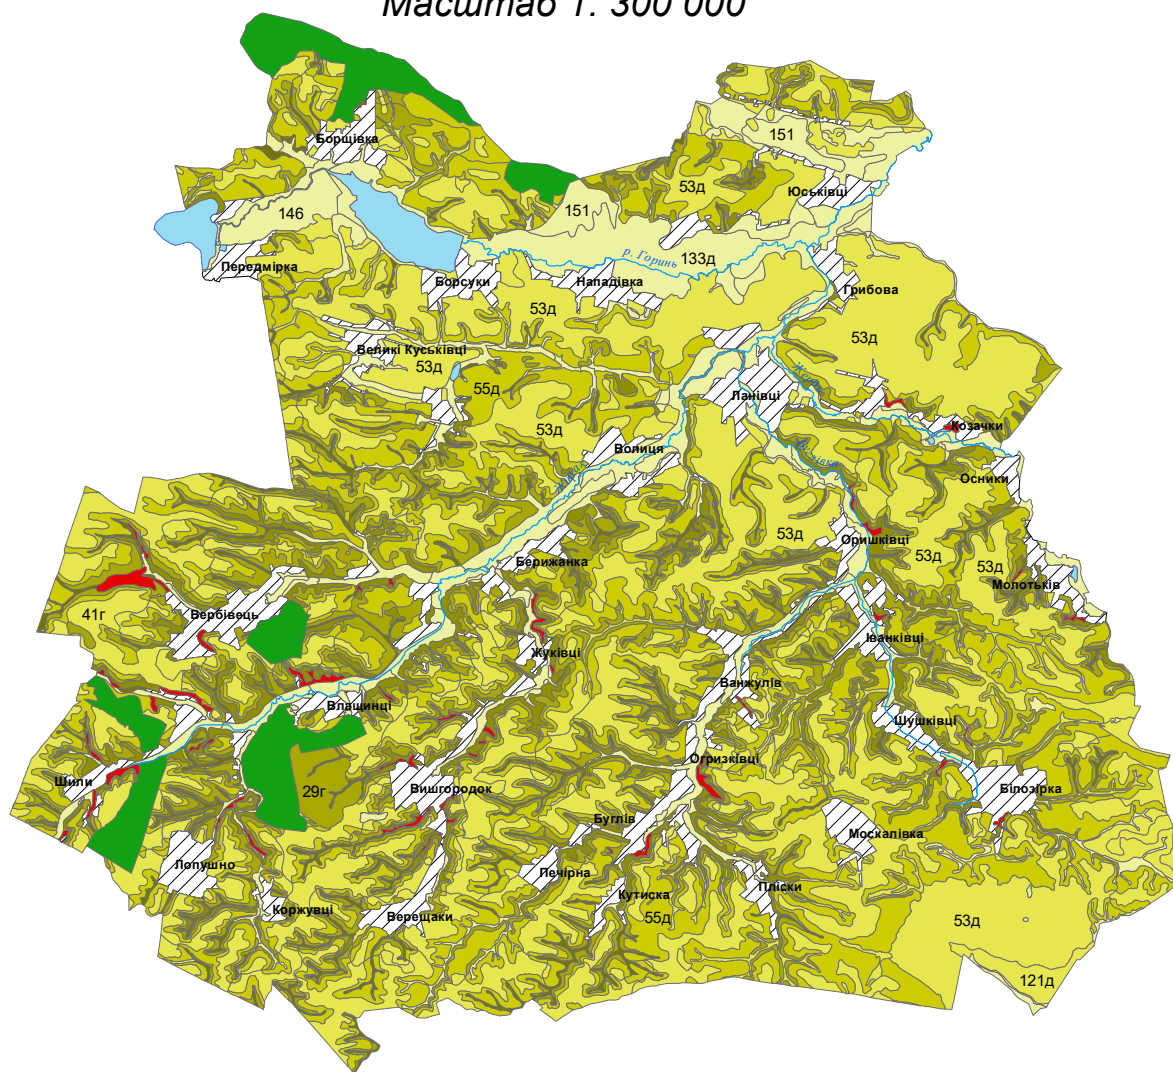 Масштаб 1: 300 000
Борщівка
151
Юськівці
53д
146
151
р. Горинь
133д
Передмірка
Борсуки
Нападівка
Грибова
53д
53д
Великі Куськівці
53д
55д
Ланівці
Жердь
53д
Волиця
Козачки
Осники
53д
Оришківці
53д
53д
Молотьків
Бережанка
41г
Вербівець
Іванківці
Жуківці
Ванжулів
Влащинці
Шушківці
Огризківці
Шили
29г
Вишгородок
Білозірка
Буглів
Москалівка
Лопушно
Печірна
Кутиска
Пліски
Коржувці
Верещаки
55д
53д
121д